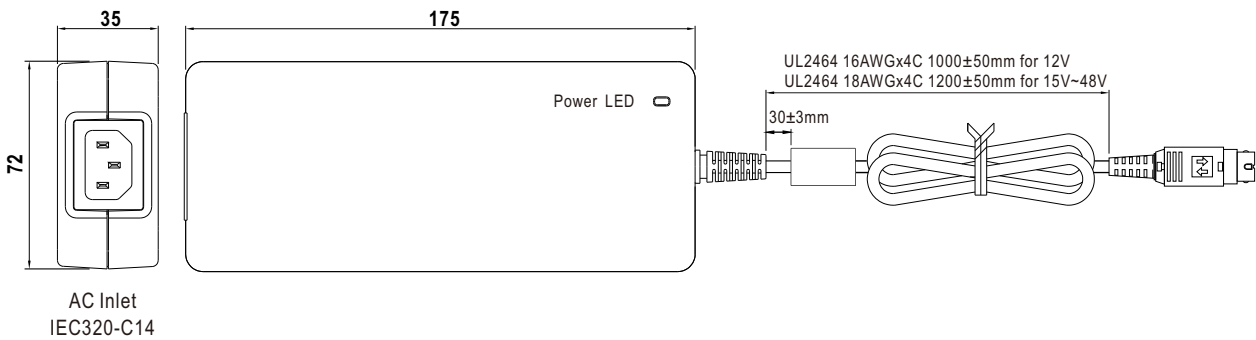 35
175
UL2464 16AWGx4C 1000±50mm for 12V
UL2464 18AWGx4C 1200±50mm for 15V~48V
Power LED
30±3mm
72
AC Inlet
IEC320-C14